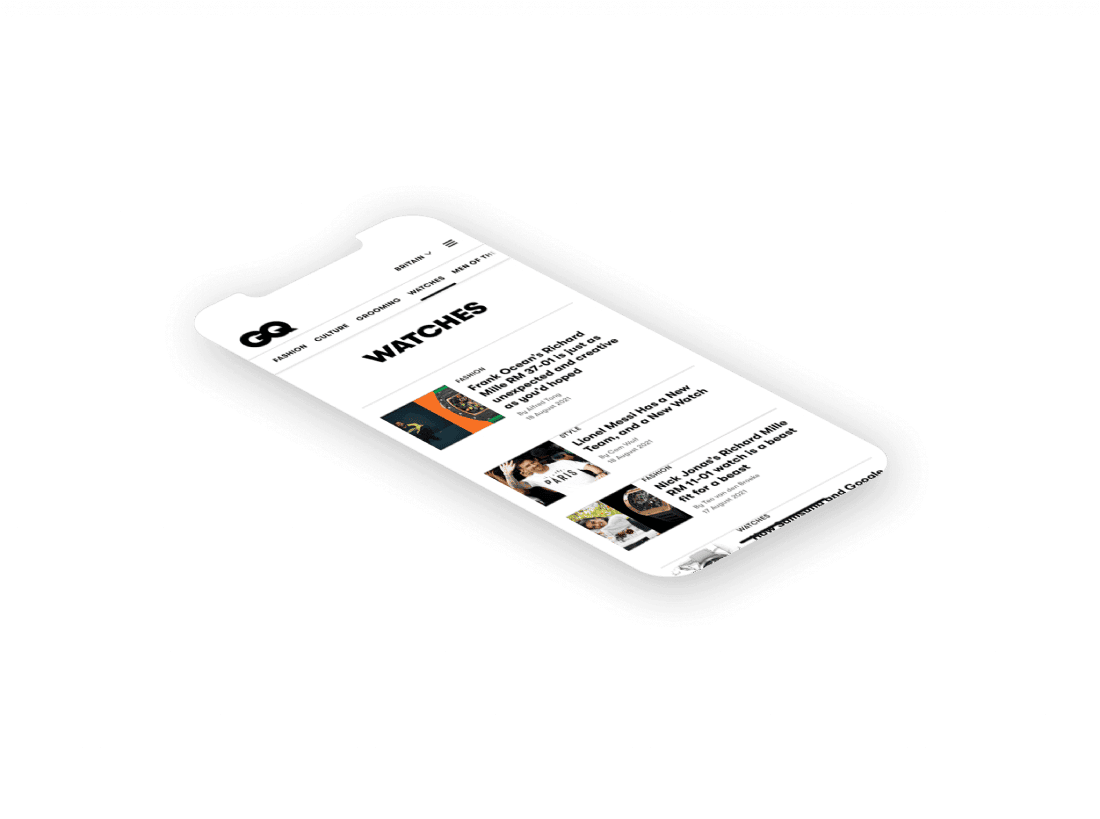 BRITAIN
GQ
FASHION CULTURE GROOMING WATCHES MEN OF TH
WATCHES
FASHION
Frank Ocean's Richard
Mille RM 37-01 is just as
unexpected and creative
as you'd hoped
By Alfred Tong
18 August 2021
STYLE
Lionel Messi Has a New
Team, and a New Watch
By Cam Wolf
18 August 2021
PARIS
FASHION
Nick Jonas's Richard Mille
RM 11-01 watch is a beast
fit for a beast
By Teo van den Broeke
17 August 2021
WATCHES
How Samsung and Google